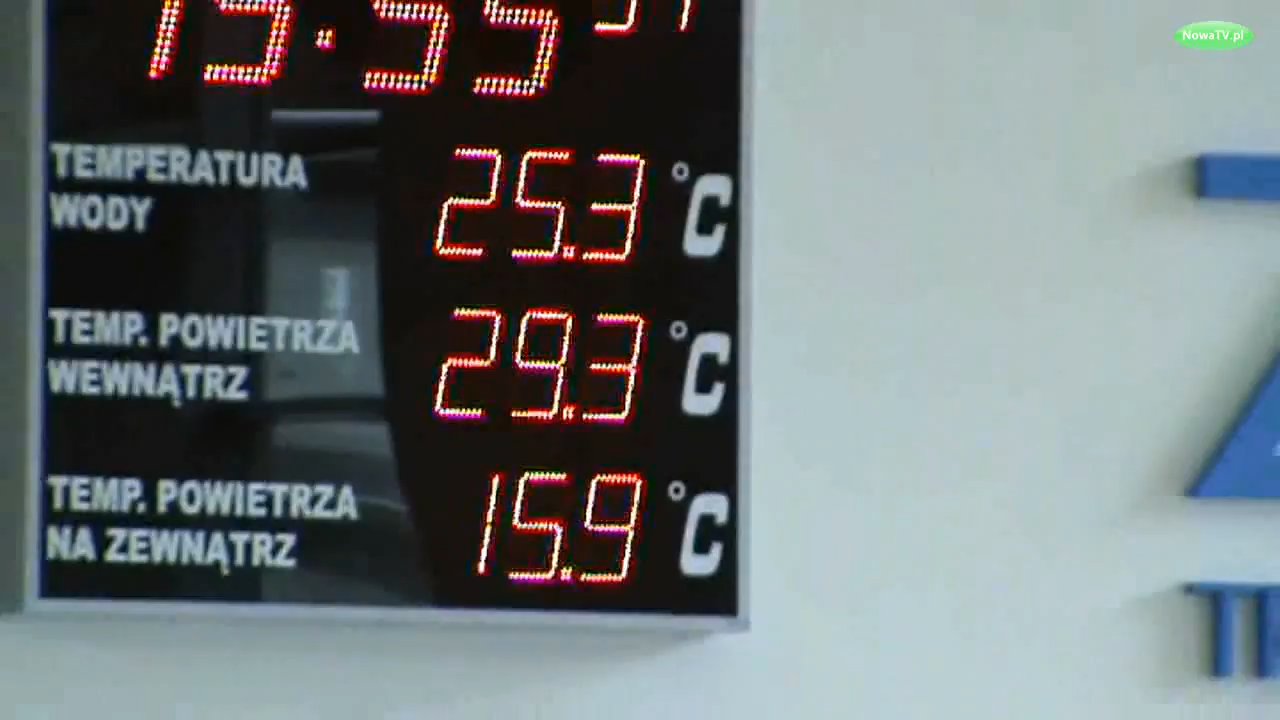 NowaTV.pl
TEMPERATURA
WODY
25.3 °C
TEMP. POWIETRZA
WEWNĄTRZ
29.3 °C
TEMP. POWIETRZA
NA ZEWNĄTRZ
15.9 °C